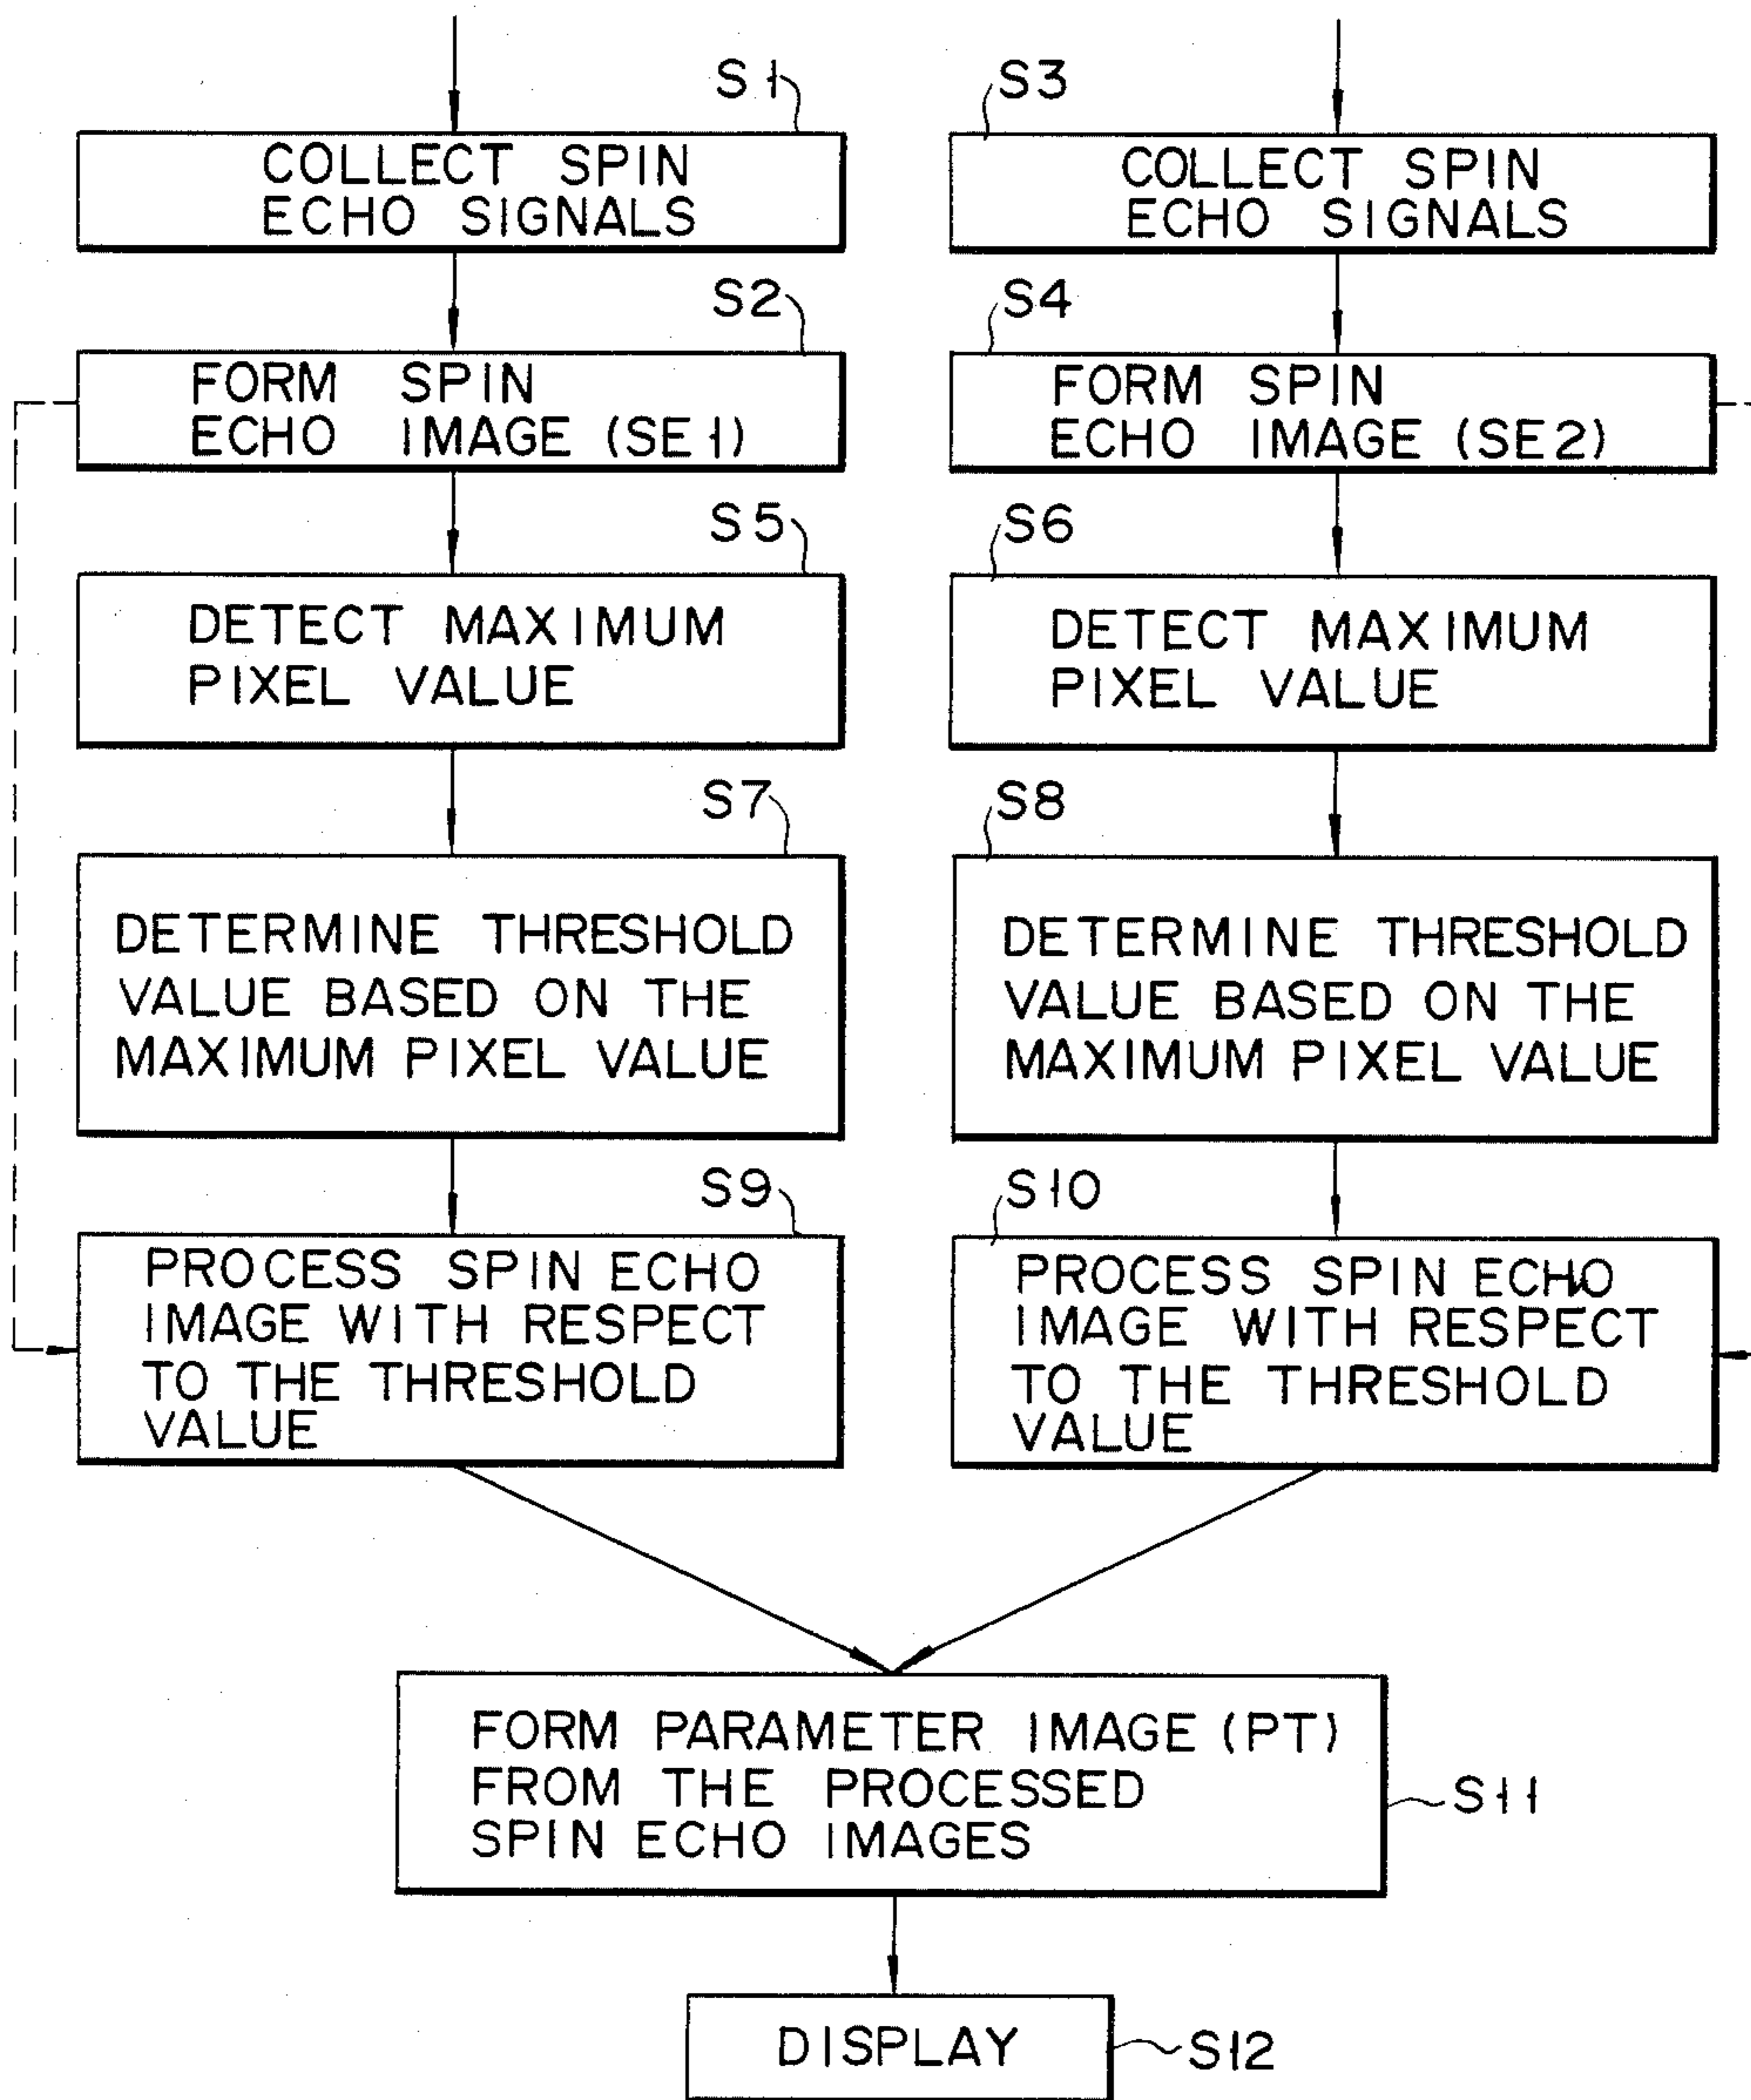 S1
COLLECT SPIN
ECHO SIGNALS
S2
FORM SPIN
ECHO IMAGE (SE1)
S5
DETECT MAXIMUM
PIXEL VALUE
S7
DETERMINE THRESHOLD
VALUE BASED ON THE
MAXIMUM PIXEL VALUE
S9
PROCESS SPIN ECHO
IMAGE WITH RESPECT
TO THE THRESHOLD
VALUE
S3
COLLECT SPIN
ECHO SIGNALS
S4
FORM SPIN
ECHO IMAGE (SE2)
S6
DETECT MAXIMUM
PIXEL VALUE
S8
DETERMINE THRESHOLD
VALUE BASED ON THE
MAXIMUM PIXEL VALUE
S10
PROCESS SPIN ECHO
IMAGE WITH RESPECT
TO THE THRESHOLD
VALUE
FORM PARAMETER IMAGE (PT)
FROM THE PROCESSED
SPIN ECHO IMAGES
S11
DISPLAY
S12